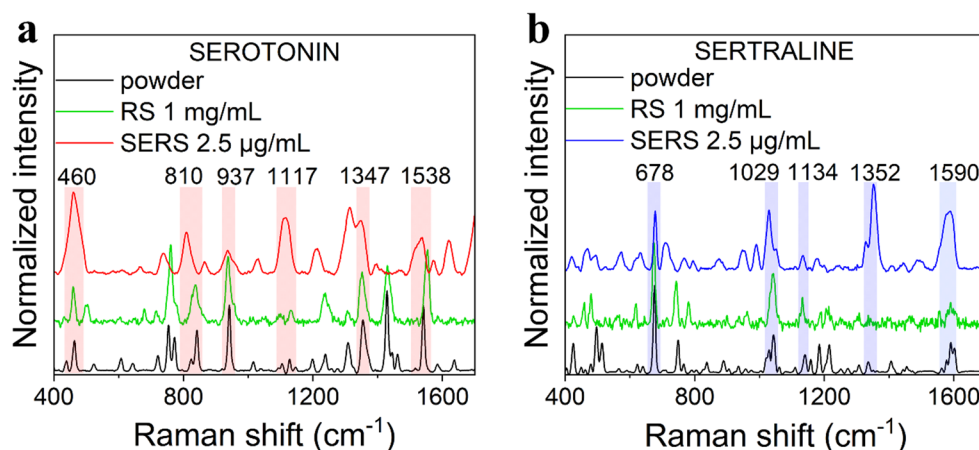 a
SEROTONIN
powder
RS 1 mg/mL
SERS 2.5 µg/mL
460 810 937 1117 1347 1538
Normalized intensity
400 800 1200 1600
Raman shift (cm-1)
b
SERTRALINE
powder
RS 1 mg/mL
SERS 2.5 µg/mL
678 1029 1134 1352 1590
Normalized intensity
400 800 1200 1600
Raman shift (cm-1)